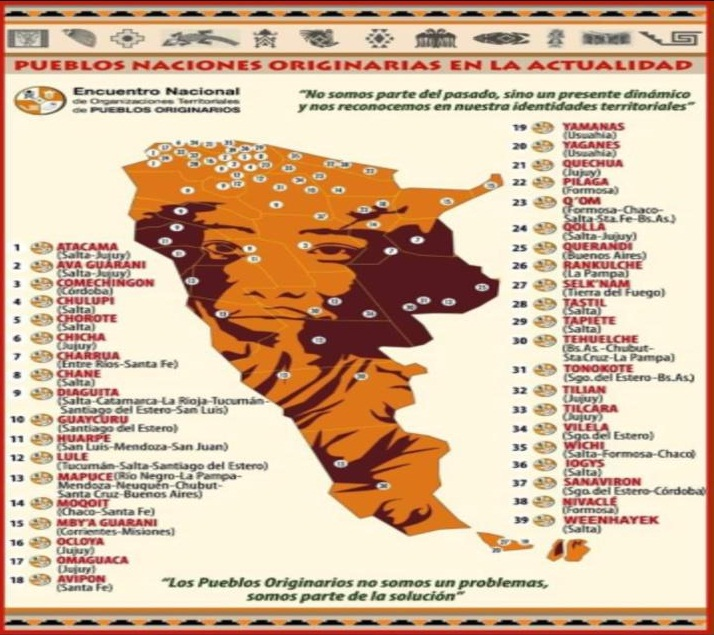 PUEBLOS NACIONES ORIGINARIAS EN LA ACTUALIDAD
Encuentro Nacional
de Organizaciones Territoriales
de PUEBLOS ORIGINARIOS
"No somos parte del pasado, sino un presente dinámico
y nos reconocemos en nuestra identidades territoriales"
1 ATACAMA
(Salta-Jujuy)
2 AVA GUARANI
(Salta-Jujuy)
3 COMECHINGON
(Córdoba)
4 CHULUPI
(Salta)
5 CHOROTE
(Salta)
6 CHICHA
(Jujuy)
7 CHARRUA
(Entre Ríos-Santa Fe)
8 CHANE
(Salta)
9 DIAGUITA
(Salta-Catamarca-La Rioja-Tucumán-
Santiago del Estero-San Luis)
10 GUAYCURU
(Santiago del Estero)
11 HUARPE
(San Luis-Mendoza-San Juan)
12 LULE
(Tucumán-Salta-Santiago del Estero)
13 MAPUCE (Río Negro-La Pampa-
Mendoza-Neuquén-Chubut-
Santa Cruz-Buenos Aires)
14 MOQOIT
(Chaco-Santa Fe)
15 MBY'A GUARANI
(Corrientes-Misiones)
16 OCLOYA
(Jujuy)
17 OMAGUACA
(Jujuy)
18 AVIPON
(Santa Fe)
19 YAMANAS
(Usuahia)
20 YAGANES
(Usuahia)
21 QUECHUA
(Jujuy)
22 PILAGA
(Formosa)
23 Q'OM
(Formosa-Chaco-
Salta-Sta.Fe-Bs.As.)
24 QOLLA
(Salta-Jujuy)
25 QUERANDI
(Buenos Aires)
26 RANKULCHE
(La Pampa)
27 SELK'NAM
(Tierra del Fuego)
28 TASTIL
(Salta)
29 TAPIETE
(Salta)
30 TEHUELCHE
(Bs.As.-Chubut-
Sta.Cruz-La Pampa)
31 TONOKOTE
(Sgo.del Estero-Bs.As.)
32 TILIAN
(Jujuy)
33 TILCARA
(Jujuy)
34 VILELA
(Sgo.del Estero)
35 WICHI
(Salta-Formosa-Chaco)
36 IOGYS
(Salta)
37 SANAVIRON
(Sgo.del Estero-Córdoba)
38 NIVACLÉ
(Formosa)
39 WEENHAYEK
(Salta)
"Los Pueblos Originarios no somos un problemas,
somos parte de la solución"